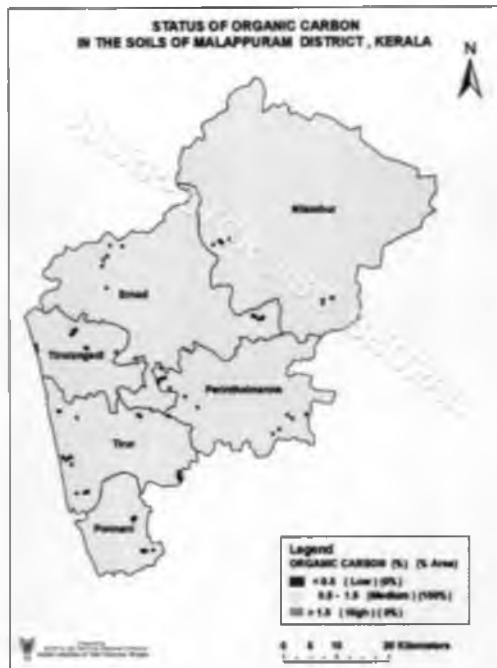 STATUS OF ORGANIC CARBON
IN THE SOILS OF MALAPPURAM DISTRICT, KERALA
N
Nilambur
Ernad
Tirurangadi
Perinthalmanna
Tirur
Ponnani
Legend
ORGANIC CARBON (%) (% Area)
< 0.5 ( Low ) (0%)
0.5 - 1.5 (Medium ) (100%)
> 1.5 ( High ) ( 0%)
0 5 10 20 Kilometers